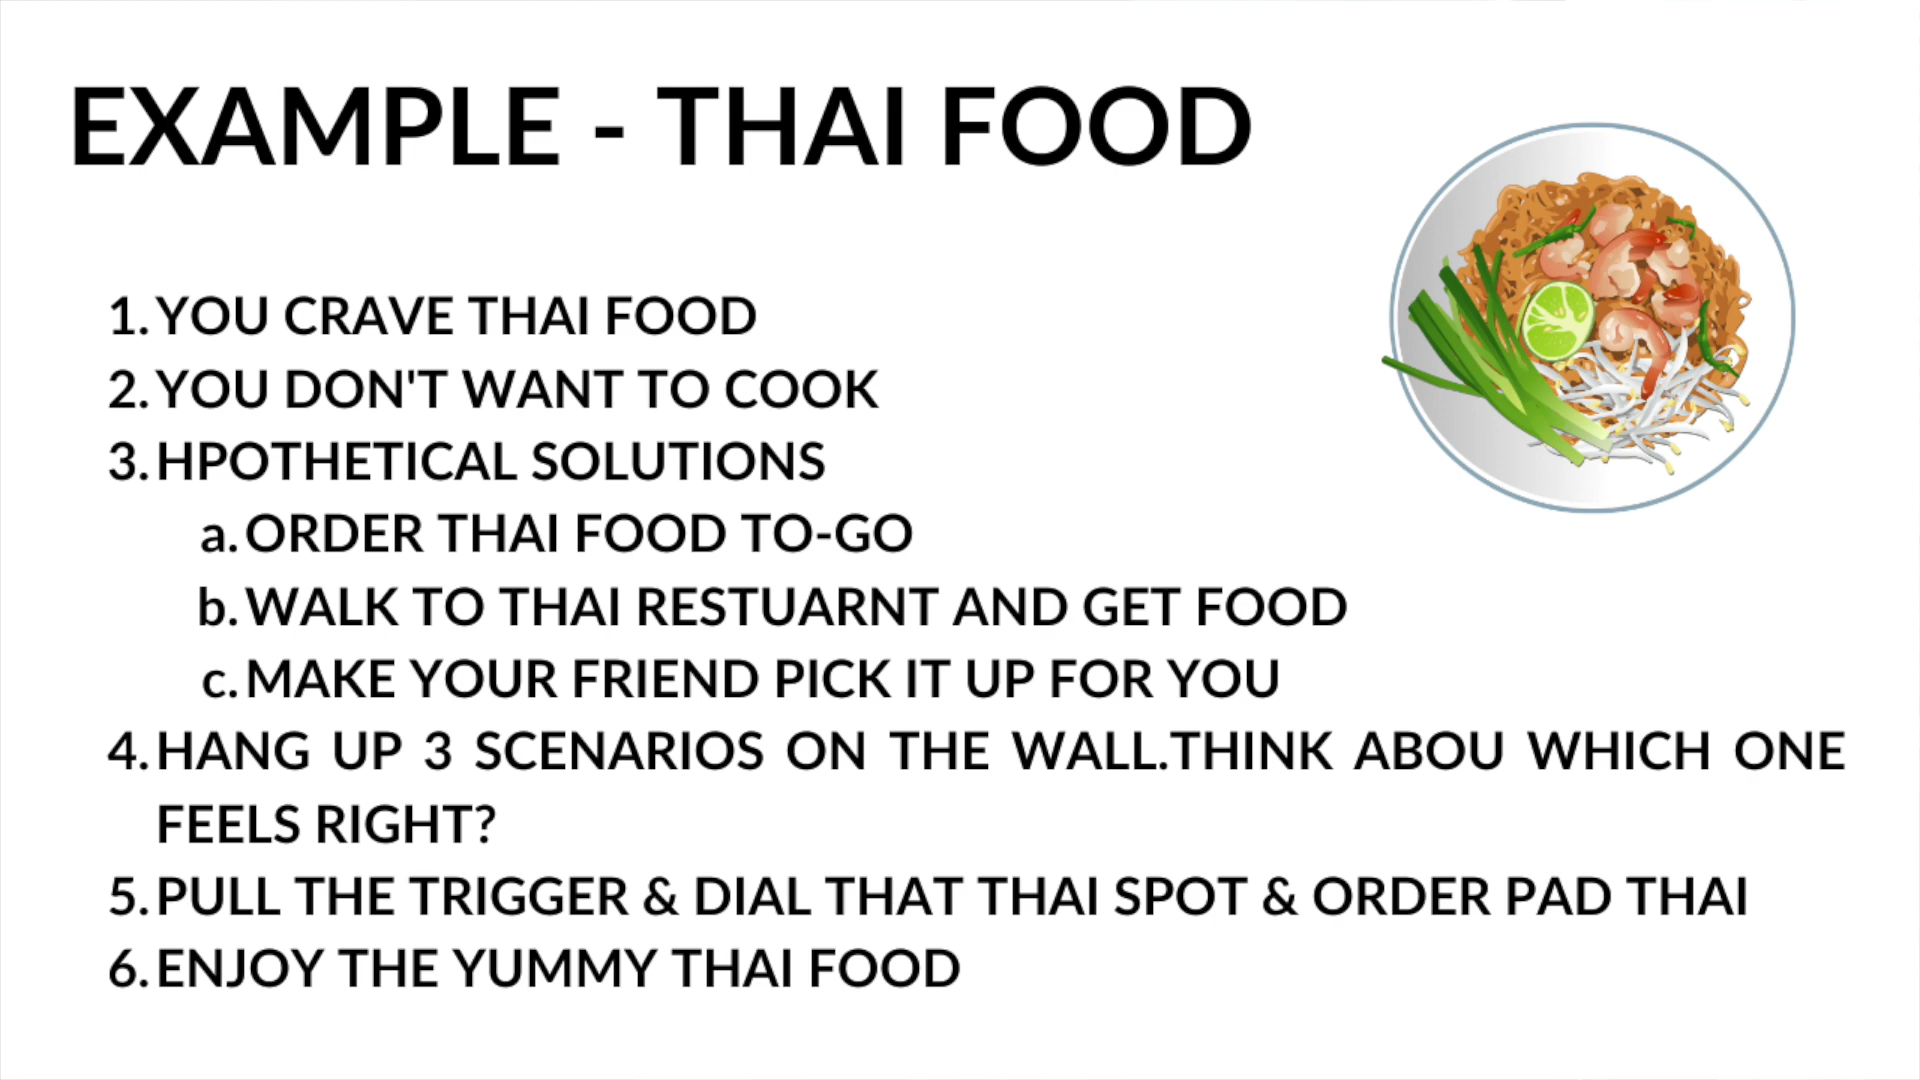 EXAMPLE - THAI FOOD
1. YOU CRAVE THAI FOOD
2. YOU DON'T WANT TO COOK
3. HPOTHETICAL SOLUTIONS
a. ORDER THAI FOOD TO-GO
b. WALK TO THAI RESTUARNT AND GET FOOD
c. MAKE YOUR FRIEND PICK IT UP FOR YOU
4. HANG UP 3 SCENARIOS ON THE WALL.THINK ABOU WHICH ONE
FEELS RIGHT?
5. PULL THE TRIGGER & DIAL THAT THAI SPOT & ORDER PAD THAI
6. ENJOY THE YUMMY THAI FOOD